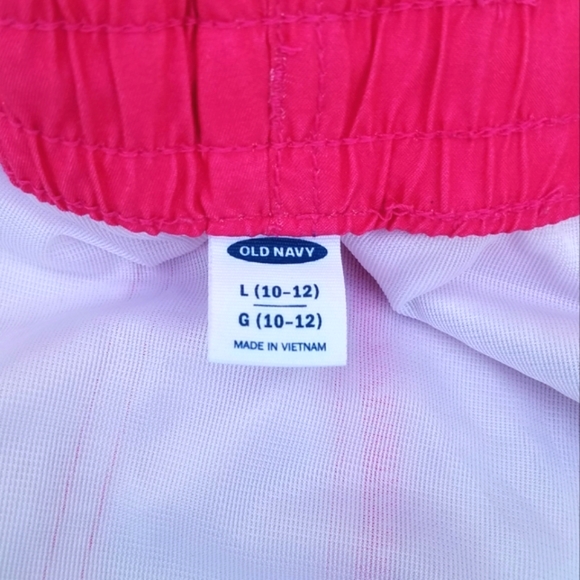 OLD NAVY
L (10-12)
G (10-12)
MADE IN VIETNAM